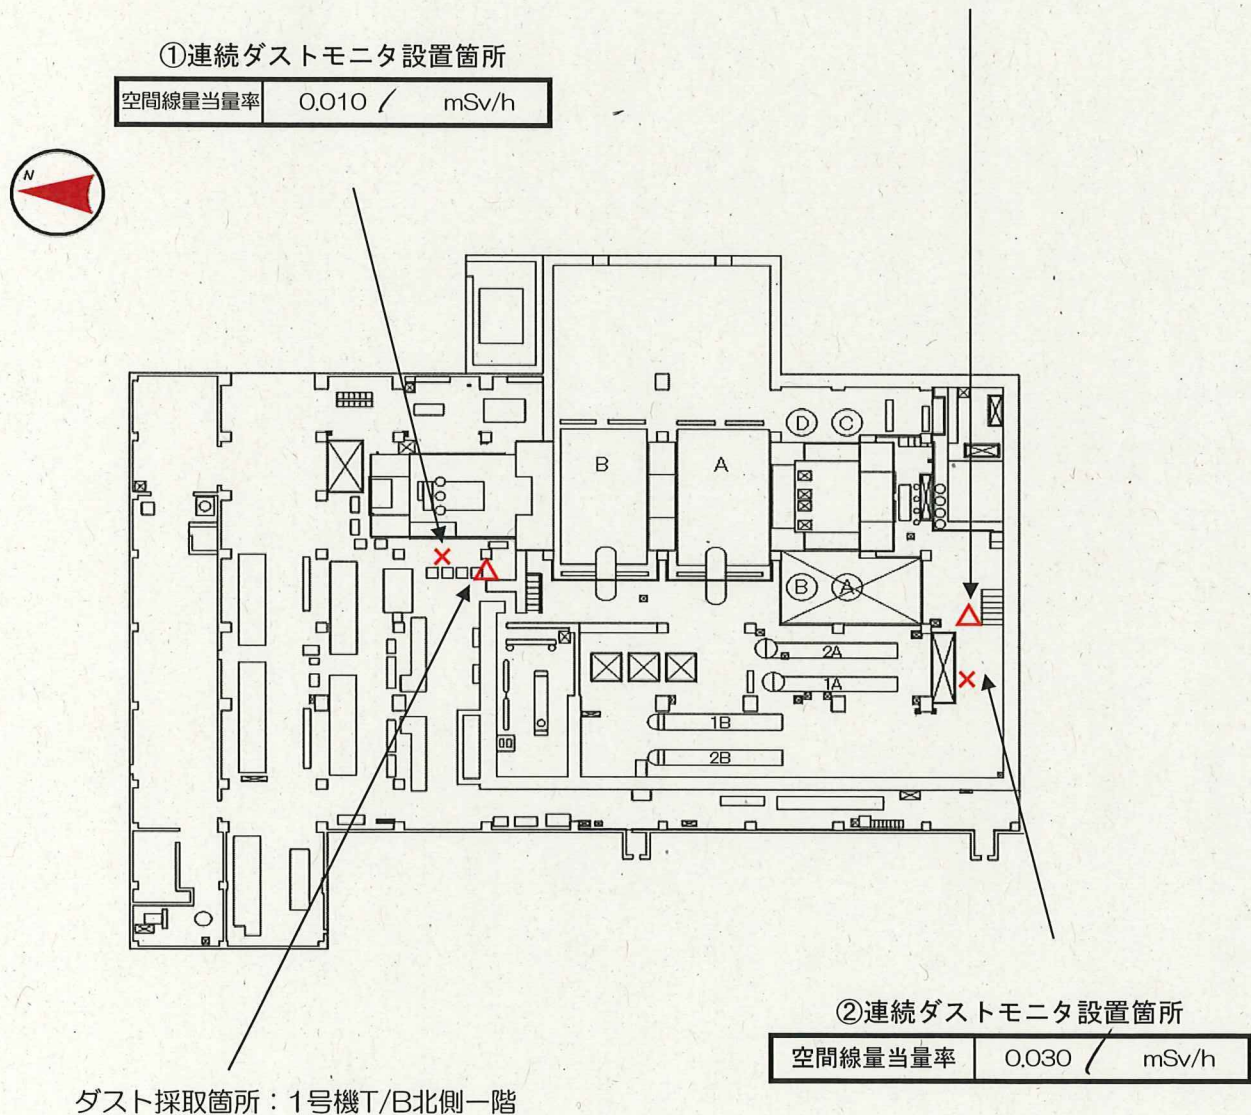 ①連続ダストモニタ設置箇所
空間線量当量率 0.010 mSv/h
N
D C
B A
B A
2A
1A
1B
2B
②連続ダストモニタ設置箇所
空間線量当量率 0.030 mSv/h
ダスト採取箇所：1号機T/B北側一階